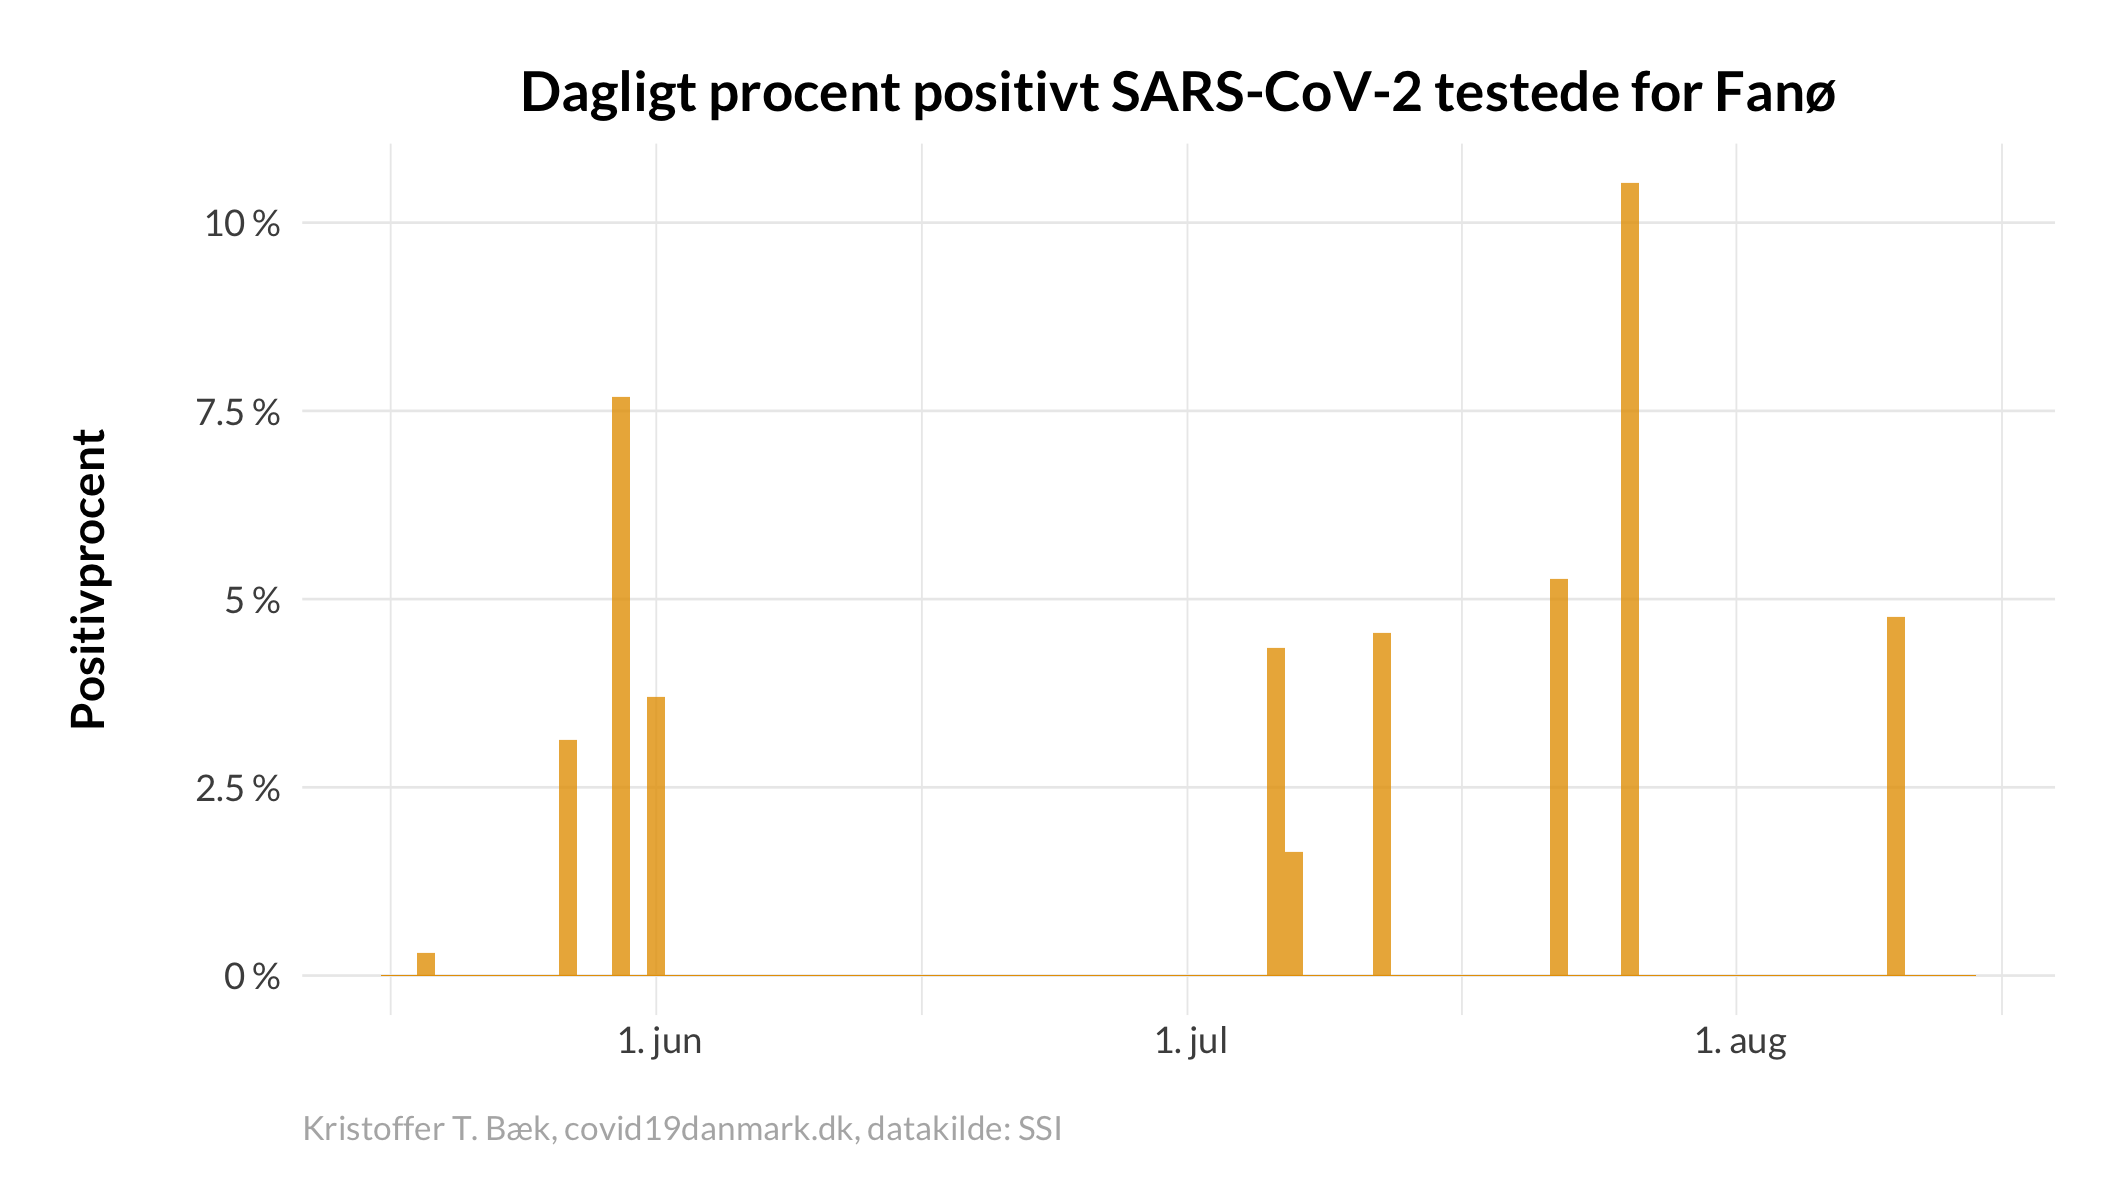 Dagligt procent positivt SARS-CoV-2 testede for Fanø
Positivprocent
10 %
7.5 %
5 %
2.5 %
0 %
1. jun
1. jul
1. aug
Kristoffer T. Bæk, covid19danmark.dk, datakilde: SSI